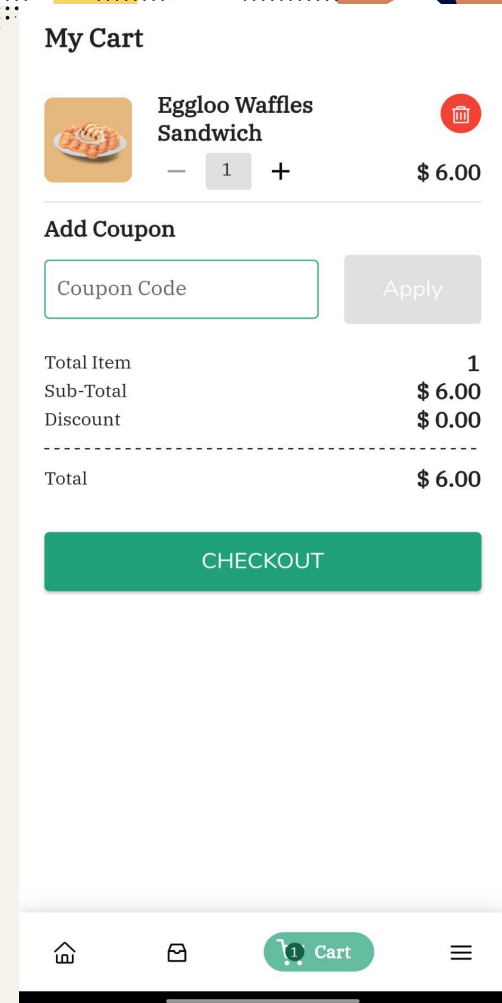 My Cart
Eggloo Waffles
Sandwich
1
$ 6.00
Add Coupon
Coupon Code
Apply
Total Item
1
Sub-Total
$ 6.00
Discount
$ 0.00
Total
$ 6.00
CHECKOUT
1
Cart